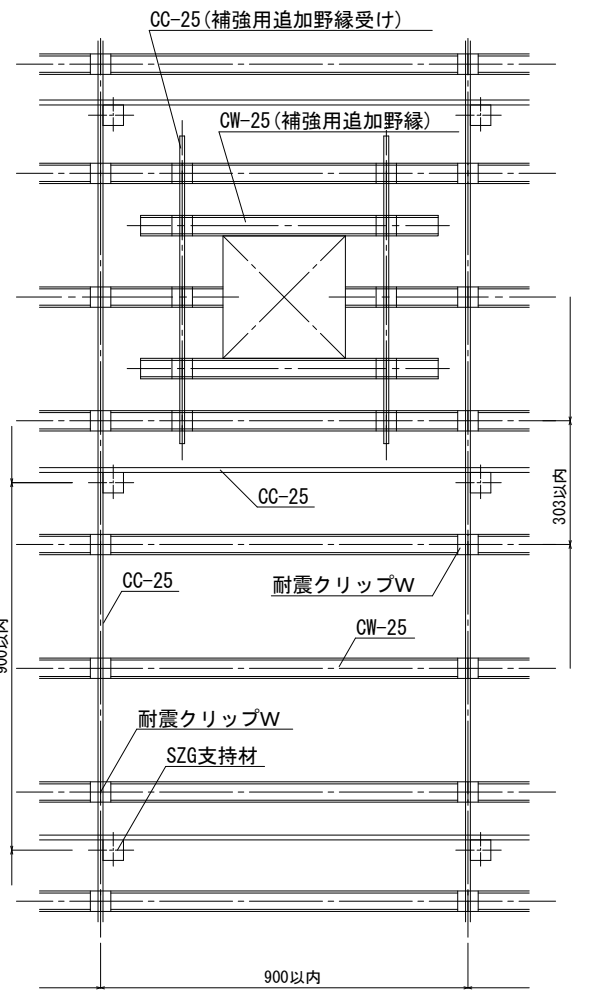 CC-25(補強用追加野縁受け)
CW-25(補強用追加野縁)
CC-25
303以内
耐震クリップW
CC-25
CW-25
900以内
耐震クリップW
SZG支持材
900以内